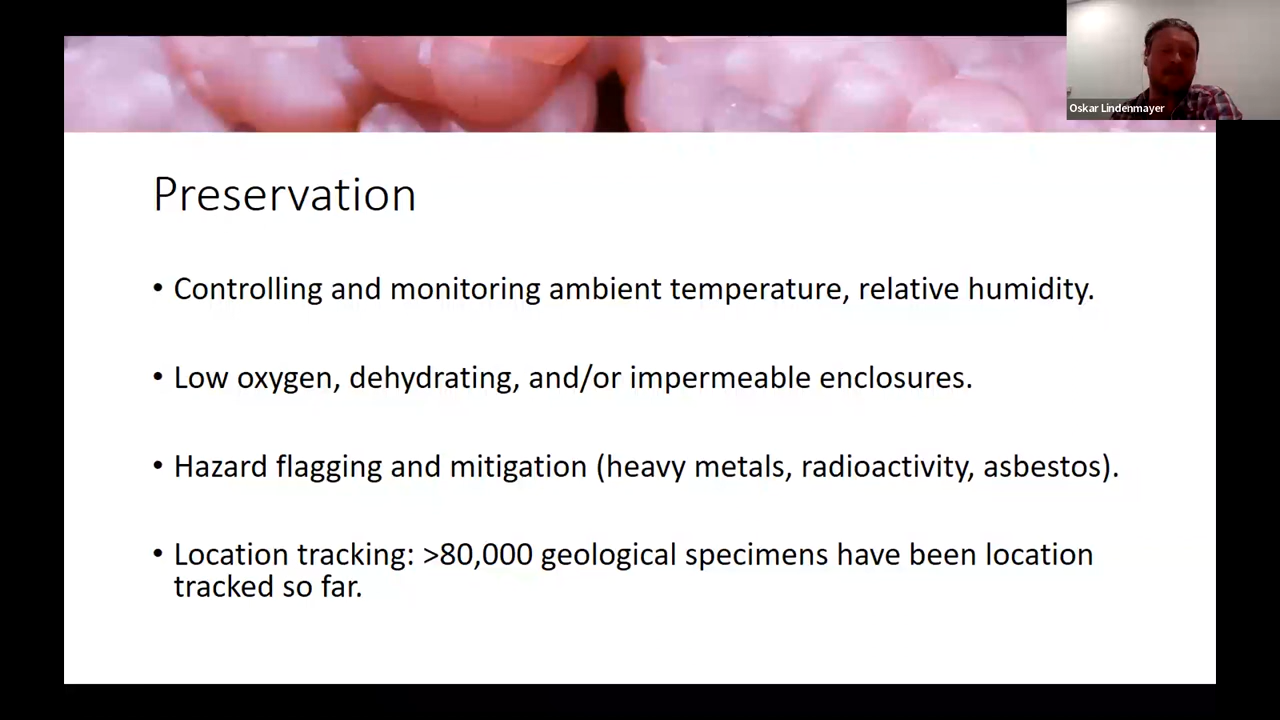 Oskar Lindenmayer
Preservation
• Controlling and monitoring ambient temperature, relative humidity.
• Low oxygen, dehydrating, and/or impermeable enclosures.
• Hazard flagging and mitigation (heavy metals, radioactivity, asbestos).
• Location tracking: >80,000 geological specimens have been location
tracked so far.